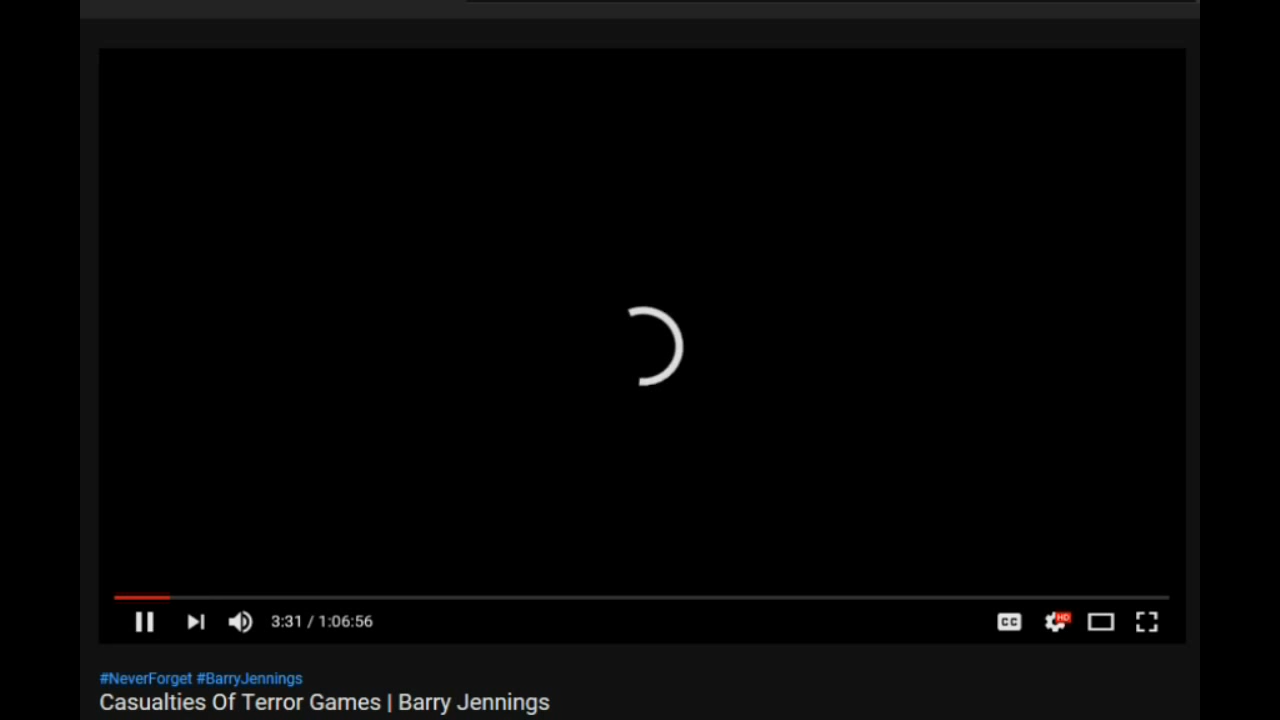 3:31 / 1:06:56
CC
HD
#NeverForget #BarryJennings
Casualties Of Terror Games | Barry Jennings